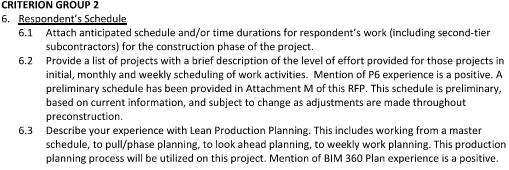 CRITERION GROUP 2
6. Respondent's Schedule
6.1 Attach anticipated schedule and/or time durations for respondent's work (including second-tier
subcontractors) for the construction phase of the project.
6.2 Provide a list of projects with a brief description of the level of effort provided for those projects in
initial, monthly and weekly scheduling of work activities. Mention of P6 experience is a positive. A
preliminary schedule has been provided in Attachment M of this RFP. This schedule is preliminary,
based on current information, and subject to change as adjustments are made throughout
preconstruction.
6.3 Describe your experience with Lean Production Planning. This includes working from a master
schedule, to pull/phase planning, to look ahead planning, to weekly work planning. This production
planning process will be utilized on this project. Mention of BIM 360 Plan experience is a positive.